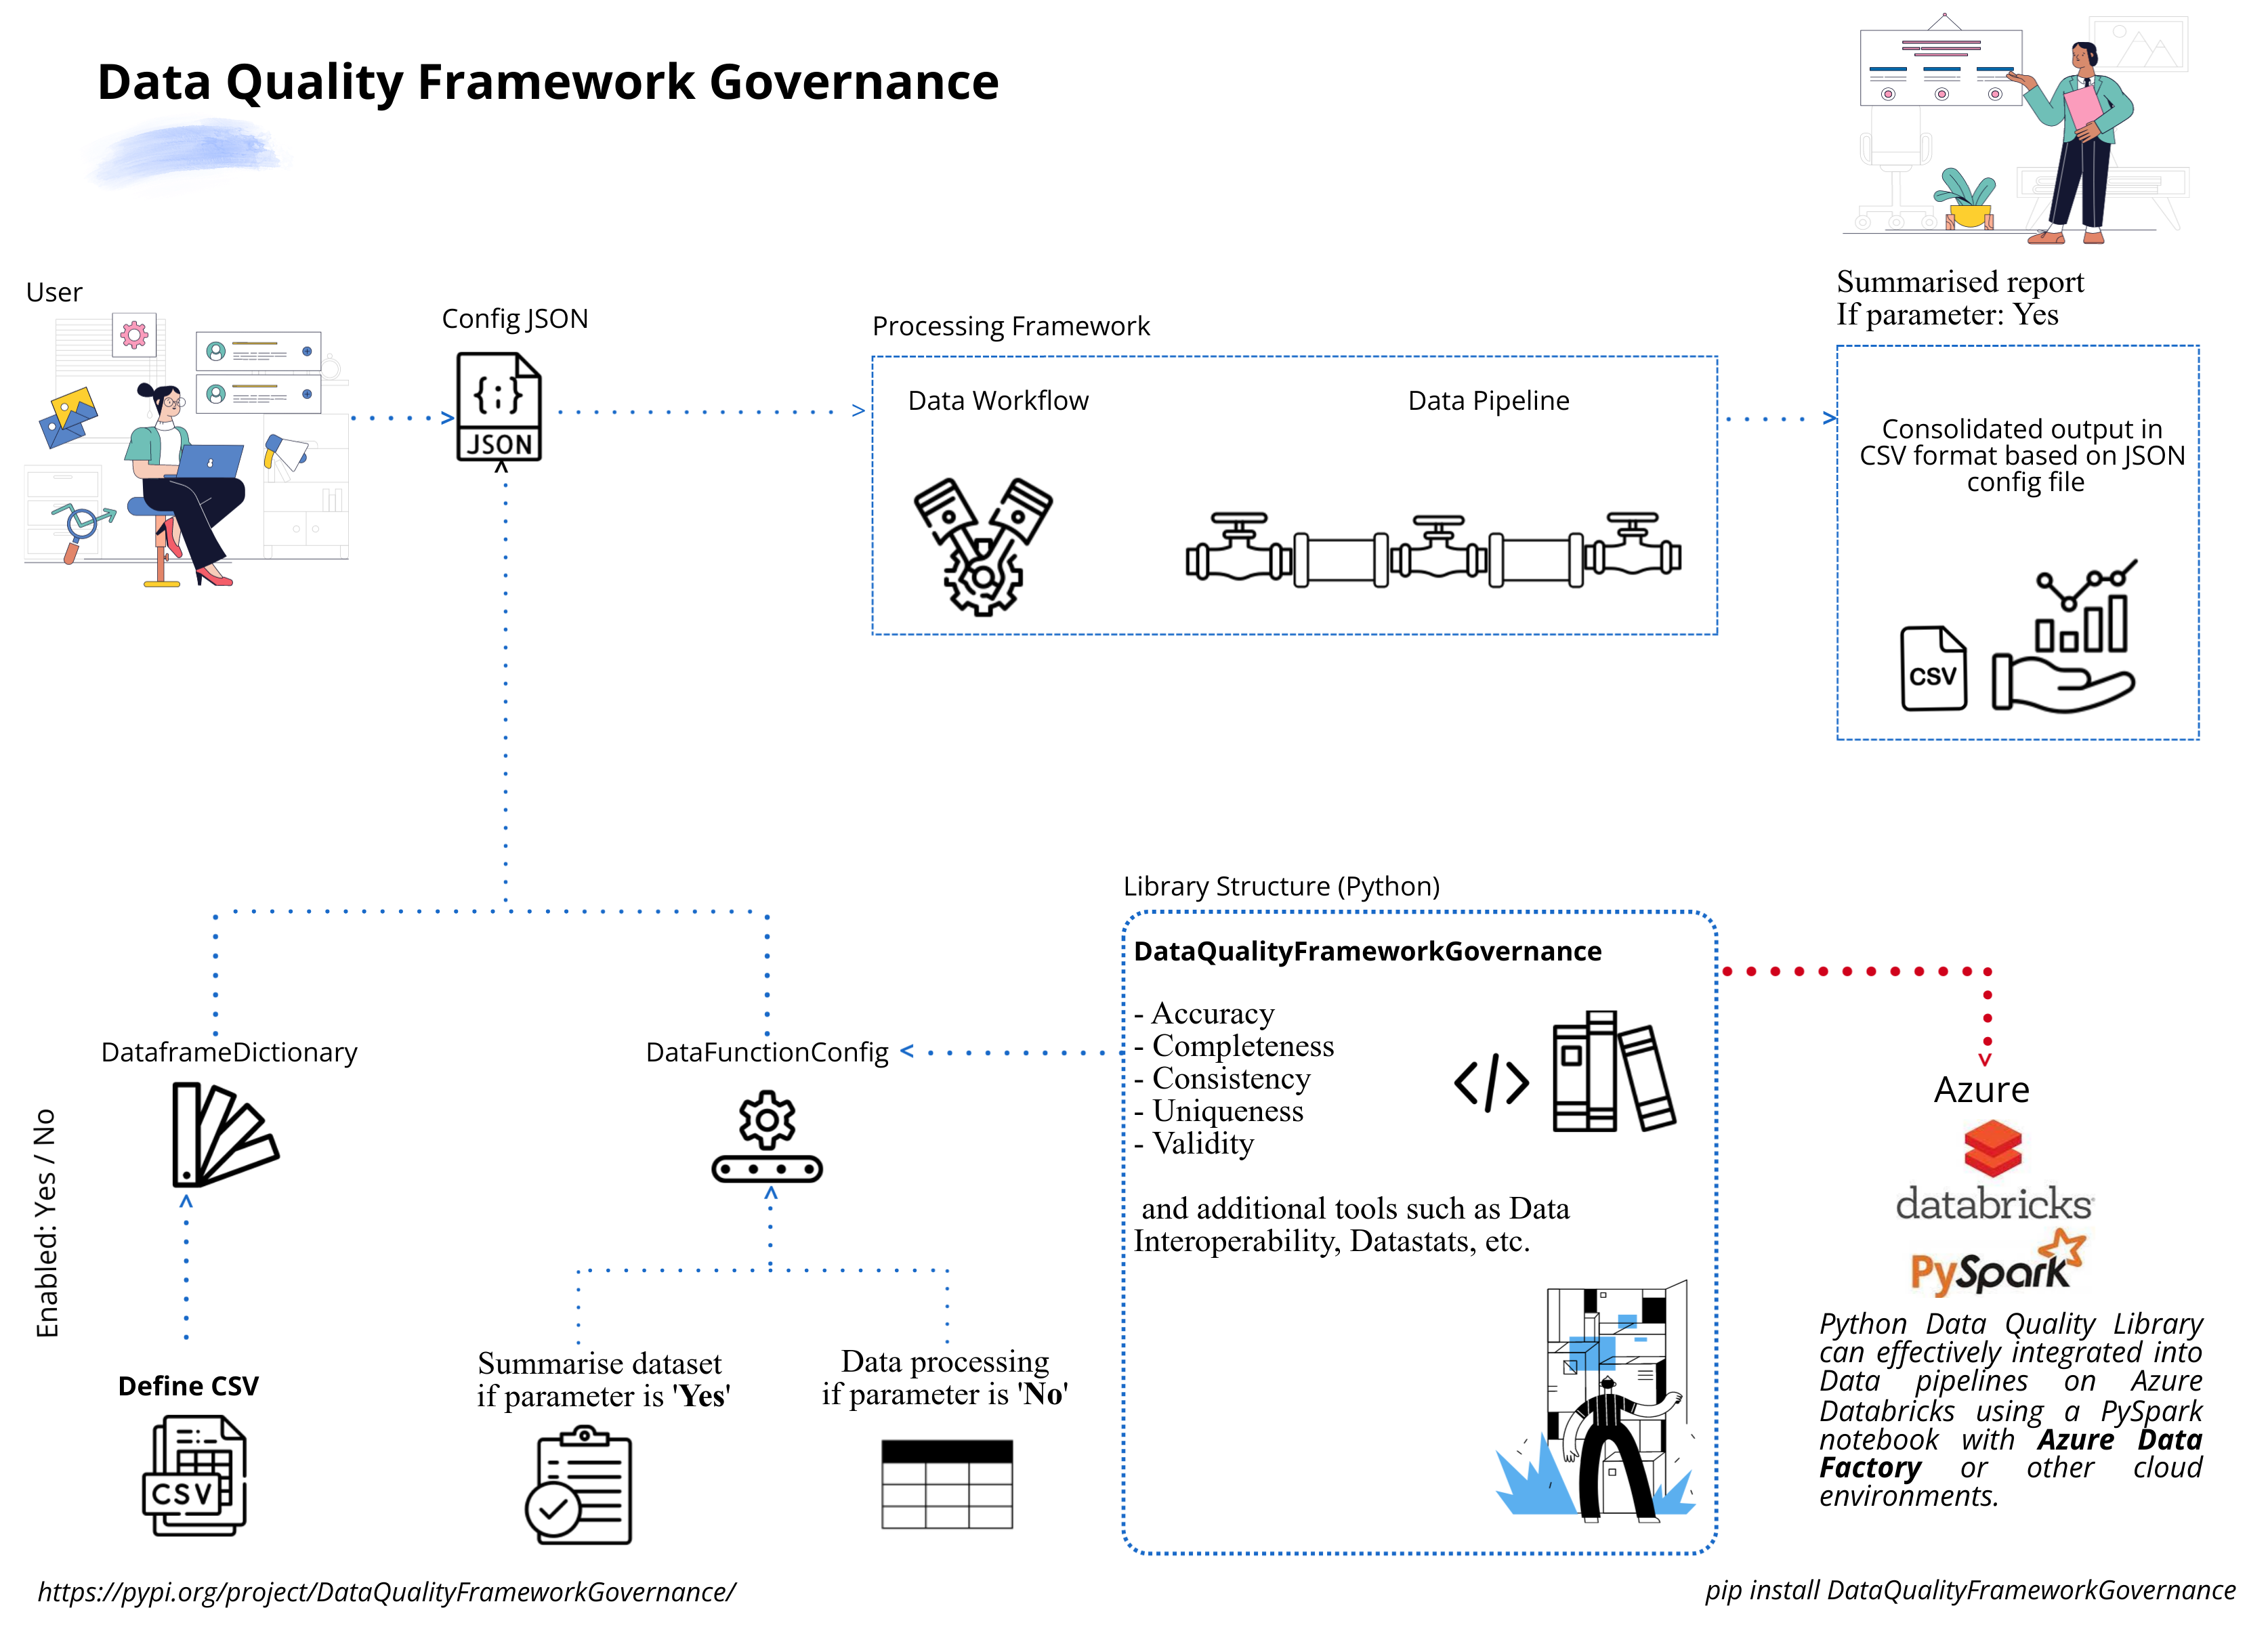 Data Quality Framework Governance
User
Config JSON
{;}
JSON
Processing Framework
Data Workflow
Data Pipeline
Summarised report
If parameter: Yes
Consolidated output in
CSV format based on JSON
config file
CSV
Library Structure (Python)
DataQualityFrameworkGovernance
- Accuracy
- Completeness
- Consistency
- Uniqueness
- Validity
and additional tools such as Data
Interoperability, Datastats, etc.
</>
DataframeDictionary
DataFunctionConfig
Enabled: Yes / No
Define CSV
CSV
Summarise dataset
if parameter is 'Yes'
Data processing
if parameter is 'No'
Azure
databricks
PySpark
Python Data Quality Library
can effectively integrated into
Data pipelines on Azure
Databricks using a PySpark
notebook with Azure Data
Factory or other cloud
environments.
https://pypi.org/project/DataQualityFrameworkGovernance/
pip install DataQualityFrameworkGovernance